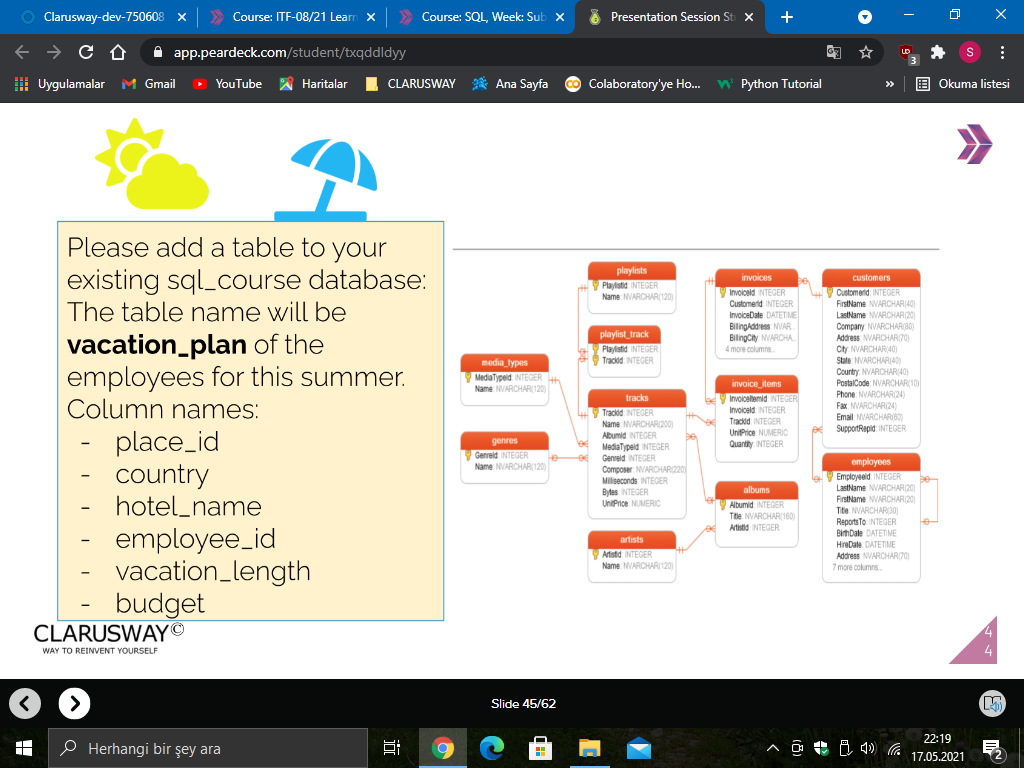 Clarusway-dev-750608
Course: ITF-08/21 Learn
Course: SQL, Week: Sub
Presentation Session St
app.peardeck.com/student/txqddldyy
S
3
Uygulamalar
Gmail
YouTube
Haritalar
CLARUSWAY
Ana Sayfa
Colaboratory'ye Ho...
Python Tutorial
»
Okuma listesi
Please add a table to your
existing sql_course database:
The table name will be
vacation_plan of the
employees for this summer.
Column names:
- place_id
- country
- hotel_name
- employee_id
- vacation_length
- budget
CLARUSWAY©
WAY TO REINVENT YOURSELF
media_types
MediaTypeId: INTEGER
Name: NVARCHAR(120)
genres
GenreId: INTEGER
Name: NVARCHAR(120)
playlists
PlaylistId: INTEGER
Name: NVARCHAR(120)
playlist_track
PlaylistId: INTEGER
TrackId: INTEGER
tracks
TrackId: INTEGER
Name: NVARCHAR(200)
AlbumId: INTEGER
MediaTypeId: INTEGER
GenreId: INTEGER
Composer: NVARCHAR(220)
Milliseconds: INTEGER
Bytes: INTEGER
UnitPrice: NUMERIC
artists
ArtistId: INTEGER
Name: NVARCHAR(120)
invoices
InvoiceId: INTEGER
CustomerId: INTEGER
InvoiceDate: DATETIME
BillingAddress: NVAR...
BillingCity: NVARCHA...
4 more columns...
invoice_items
InvoiceItemId: INTEGER
InvoiceId: INTEGER
TrackId: INTEGER
UnitPrice: NUMERIC
Quantity: INTEGER
albums
AlbumId: INTEGER
Title: NVARCHAR(160)
ArtistId: INTEGER
customers
CustomerId: INTEGER
FirstName: NVARCHAR(40)
LastName: NVARCHAR(20)
Company: NVARCHAR(80)
Address: NVARCHAR(70)
City: NVARCHAR(40)
State: NVARCHAR(40)
Country: NVARCHAR(40)
PostalCode: NVARCHAR(10)
Phone: NVARCHAR(24)
Fax: NVARCHAR(24)
Email: NVARCHAR(60)
SupportRepId: INTEGER
employees
EmployeeId: INTEGER
LastName: NVARCHAR(20)
FirstName: NVARCHAR(20)
Title: NVARCHAR(30)
ReportsTo: INTEGER
BirthDate: DATETIME
HireDate: DATETIME
Address: NVARCHAR(70)
7 more columns...
4
4
Slide 45/62
Herhangi bir şey ara
22:19
17.05.2021
2